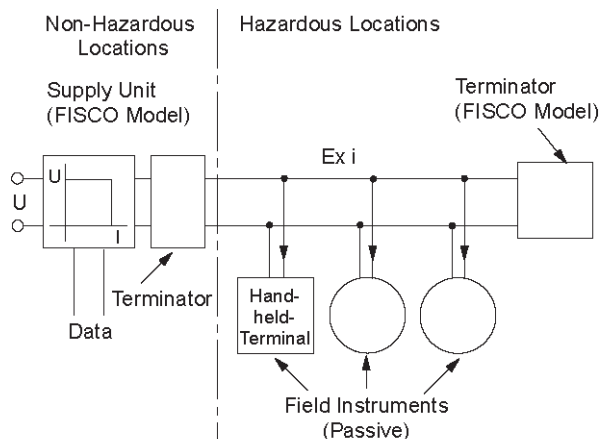 Non-Hazardous
Locations
Hazardous Locations
Supply Unit
(FISCO Model)
Terminator
(FISCO Model)
Ex i
U
U
I
Terminator
Data
Hand-
held-
Terminal
Field Instruments
(Passive)